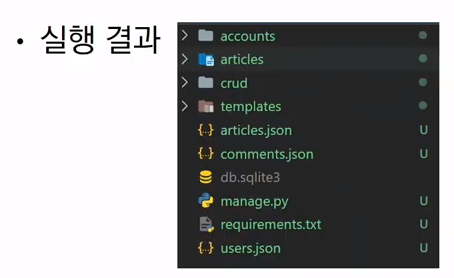 • 실행 결과
accounts
articles
crud
templates
articles.json U
comments.json U
db.sqlite3
manage.py U
requirements.txt U
users.json U